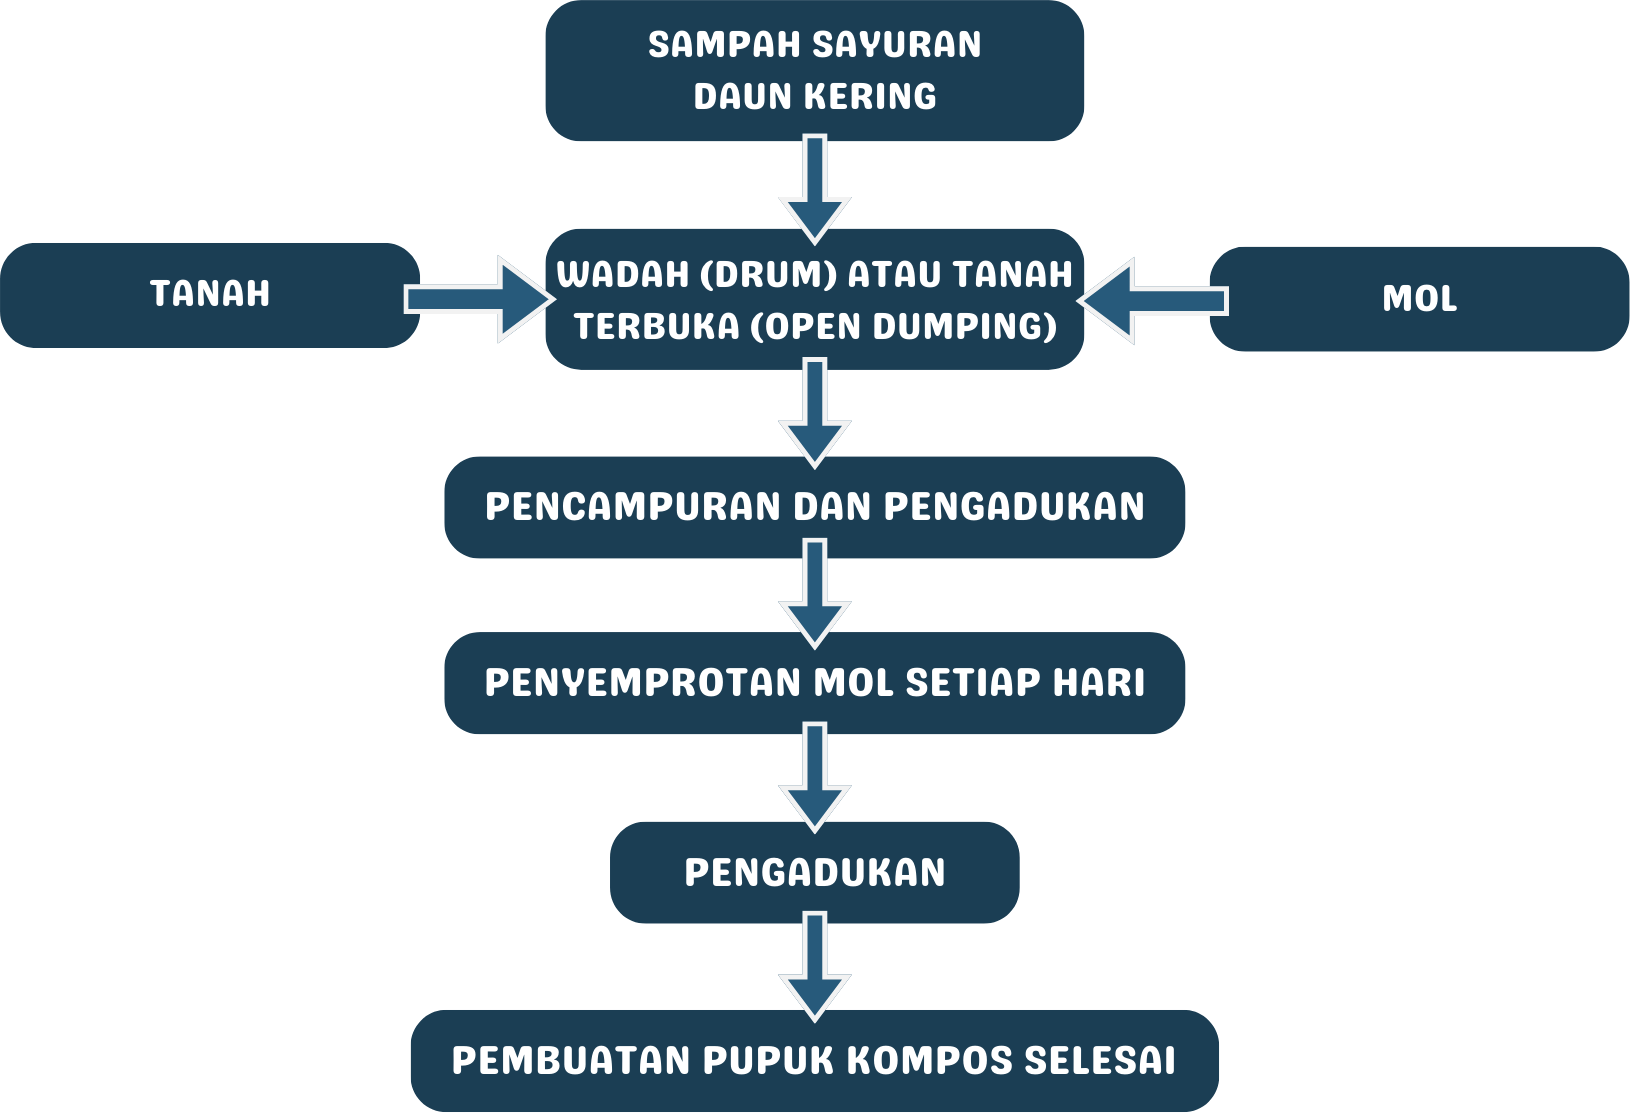 SAMPAH SAYURAN
DAUN KERING
TANAH
WADAH (DRUM) ATAU TANAH
TERBUKA (OPEN DUMPING)
MOL
PENCAMPURAN DAN PENGADUKAN
PENYEMPROTAN MOL SETIAP HARI
PENGADUKAN
PEMBUATAN PUPUK KOMPOS SELESAI